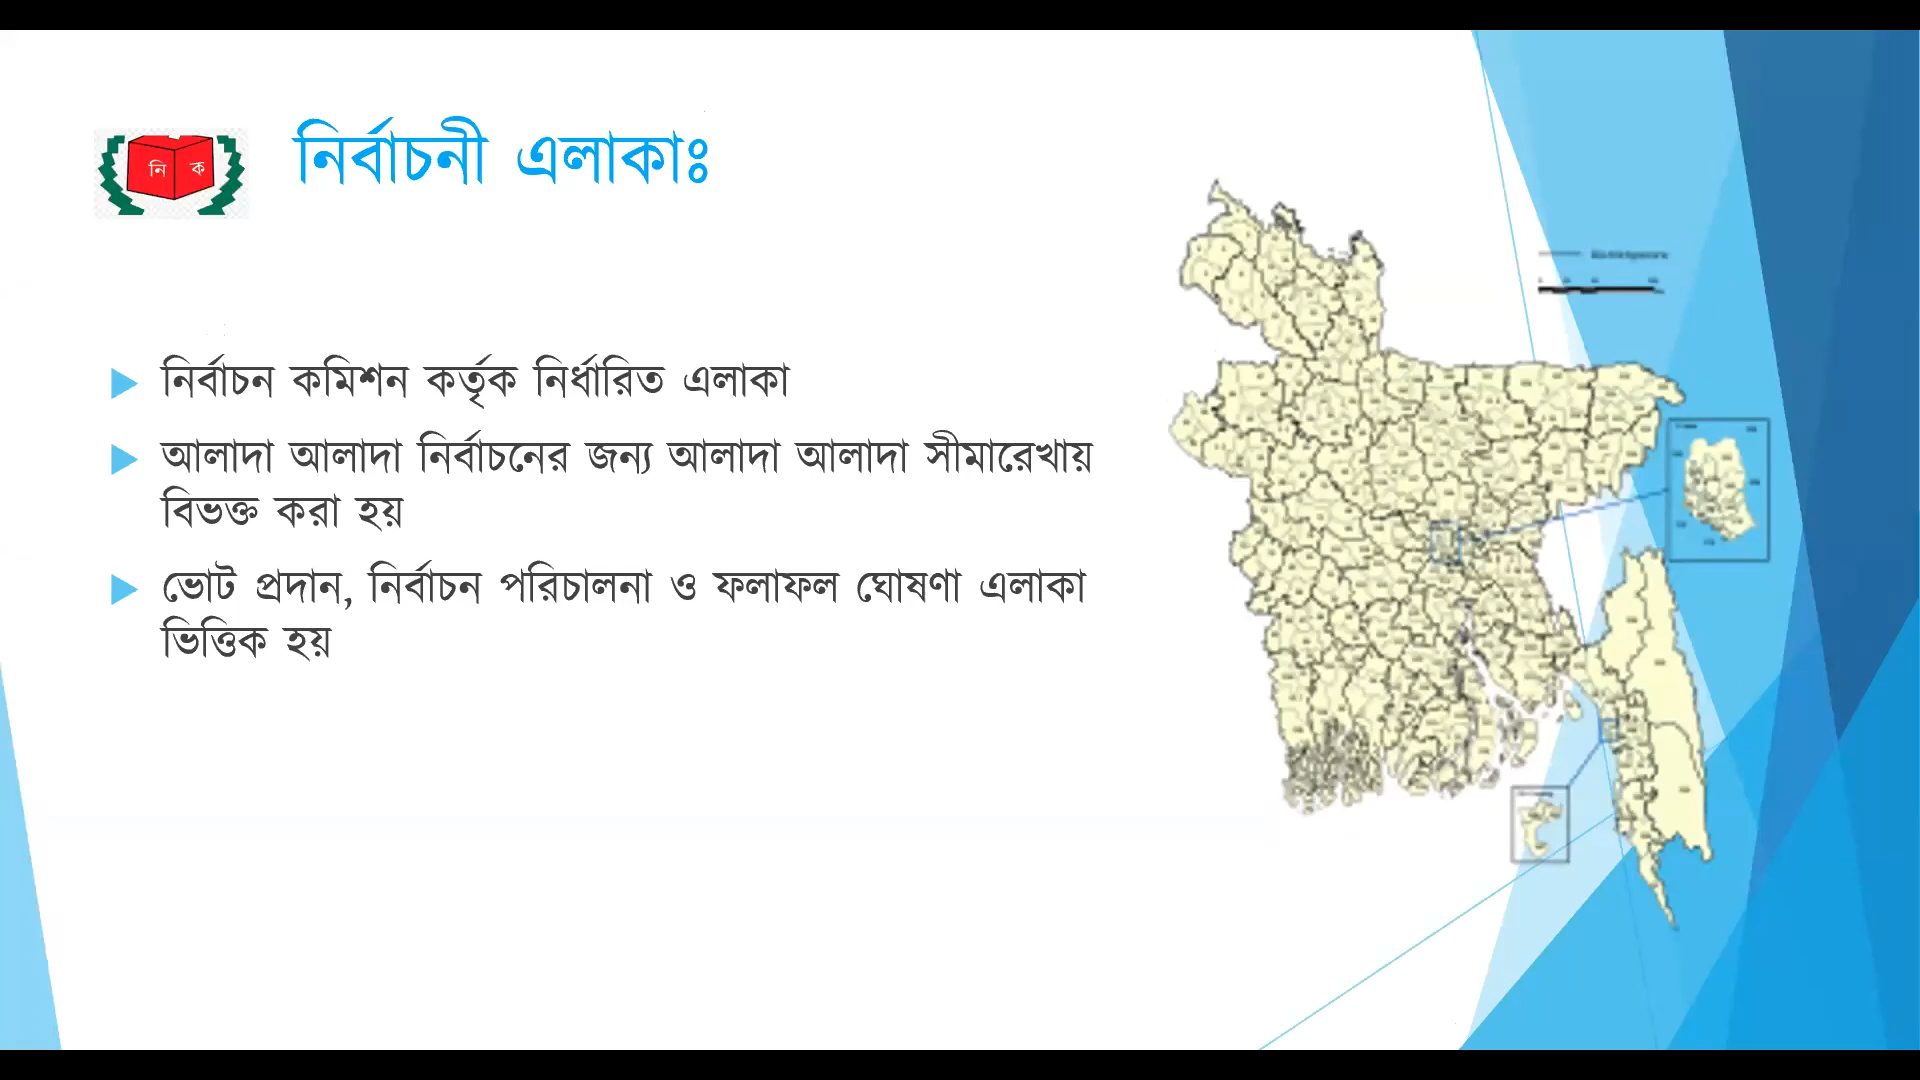 নি ক
নির্বাচনী এলাকাঃ
নির্বাচন কমিশন কর্তৃক নির্ধারিত এলাকা
আলাদা আলাদা নির্বাচনের জন্য আলাদা আলাদা সীমারেখায়
বিভক্ত করা হয়
ভোট প্রদান, নির্বাচন পরিচালনা ও ফলাফল ঘোষণা এলাকা
ভিত্তিক হয়